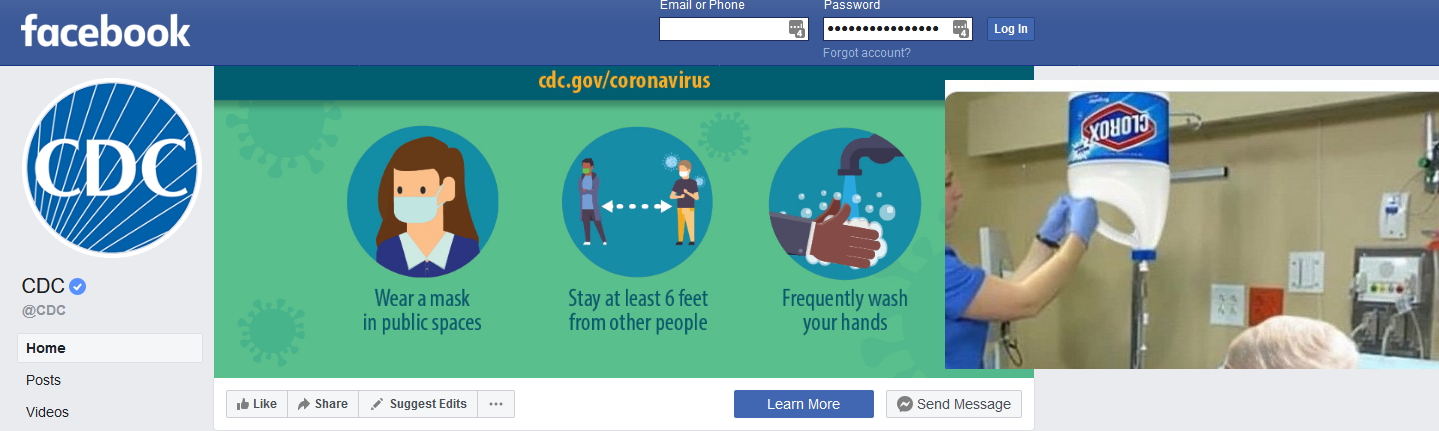 facebook
Email or Phone
Password
Log In
Forgot account?
cdc.gov/coronavirus
CDC
CLOROX
Wear a mask
in public spaces
Stay at least 6 feet
from other people
Frequently wash
your hands
CDC
@CDC
Home
Posts
Videos
Like
Share
Suggest Edits
Learn More
Send Message